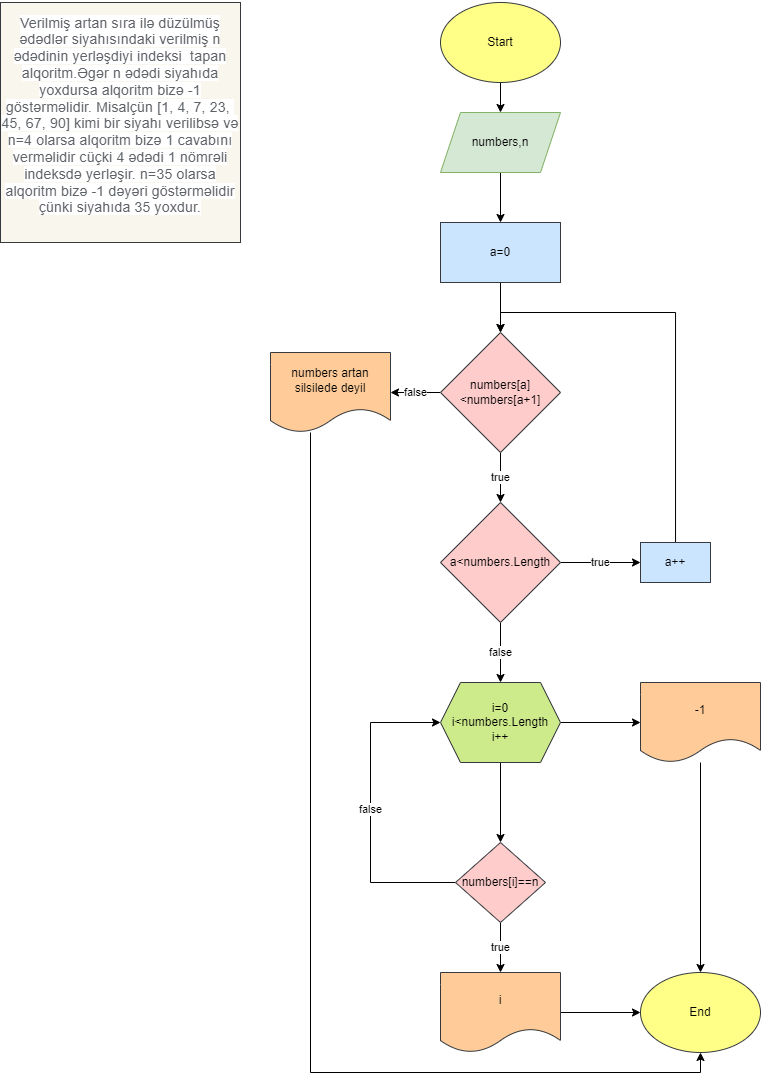 Verilmiş artan sıra ilə düzülmüş
ədədlər siyahısındaki verilmiş n
ədədinin yerləşdiyi indeksi  tapan
alqoritm.Əgər n ədədi siyahıda
yoxdursa alqoritm bizə -1
göstərməlidir. Misalçün [1, 4, 7, 23,
45, 67, 90] kimi bir siyahı verilibsə və
n=4 olarsa alqoritm bizə 1 cavabını
verməlidir cüçki 4 ədədi 1 nömrəli
indeksdə yerləşir. n=35 olarsa
alqoritm bizə -1 dəyəri göstərməlidir
çünki siyahıda 35 yoxdur.
Start
numbers,n
a=0
numbers artan
silsilede deyil
false
numbers[a]
<numbers[a+1]
true
a<numbers.Length
true
a++
false
i=0
i<numbers.Length
i++
-1
false
numbers[i]==n
true
i
End